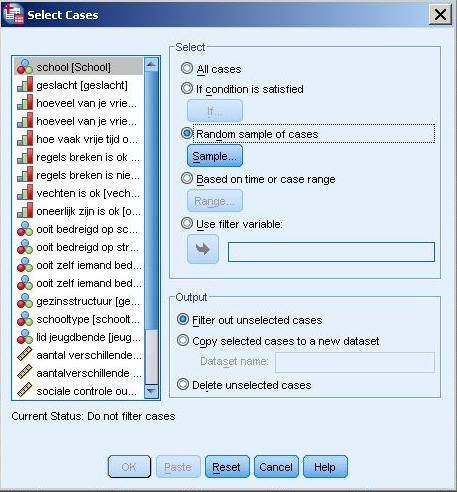 Select Cases
school [School]
geslacht [geslacht]
hoeveel van je vrie...
hoeveel van je vrie...
hoe vaak vrije tijd o...
regels breken is ok ...
regels breken is nie...
vechten is ok [vech...
oneerlijk zijn is ok [o...
ooit bedreigd op sc...
ooit bedreigd op str...
ooit zelf iemand bed...
ooit zelf iemand bed...
gezinsstructuur [ge...
schooltype [schoolt...
lid jeugdbende [jeug...
aantal verschillende...
aantalverschillende ...
sociale controle ou...
Current Status: Do not filter cases
Select
All cases
If condition is satisfied
If...
Random sample of cases
Sample...
Based on time or case range
Range...
Use filter variable:
Output
Filter out unselected cases
Copy selected cases to a new dataset
Dataset name:
Delete unselected cases
OK
Paste
Reset
Cancel
Help